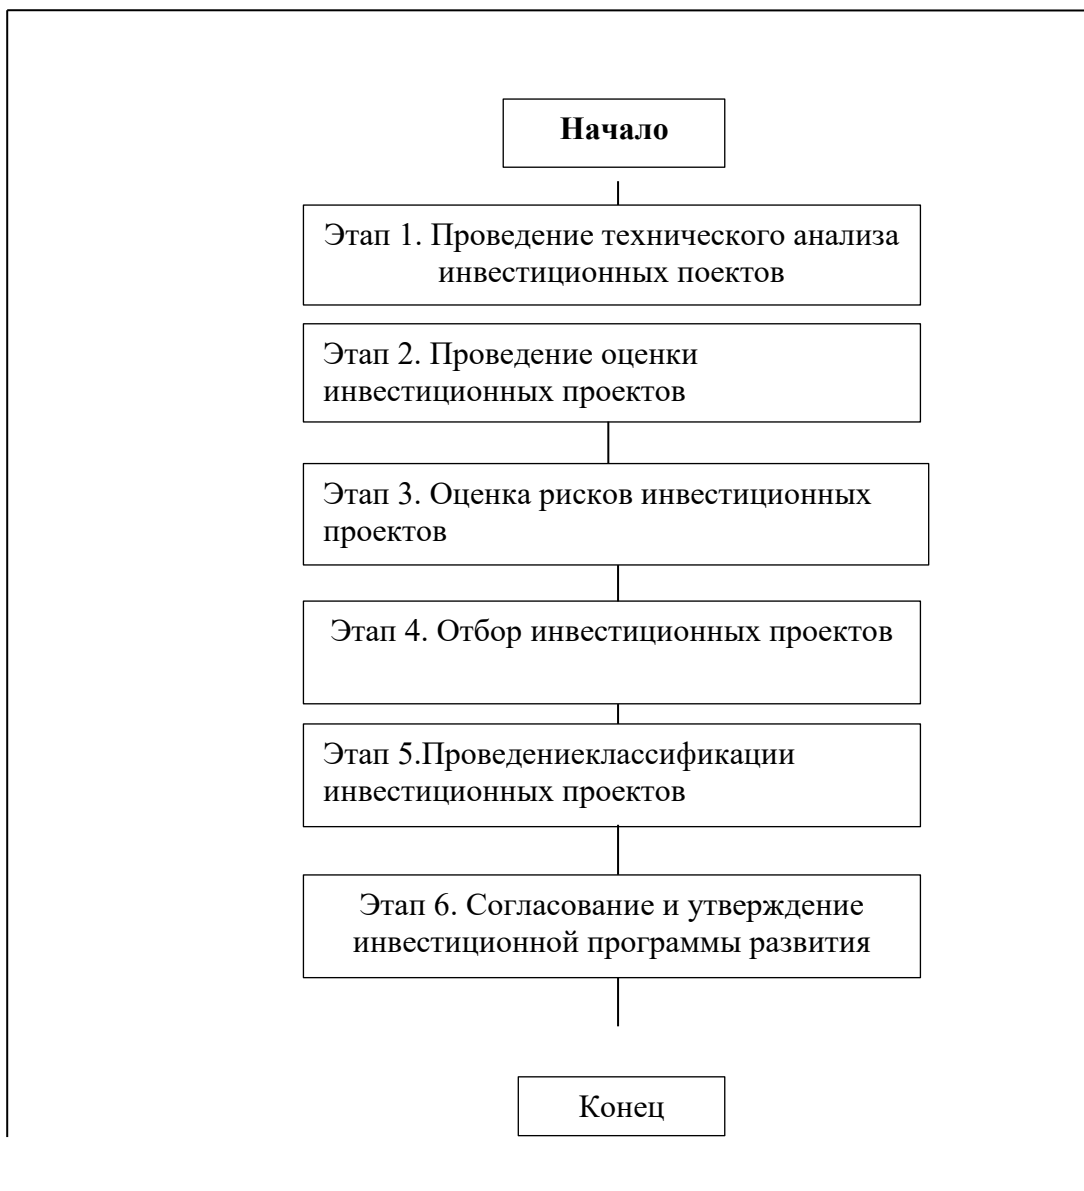 Начало
Этап 1. Проведение технического анализа
инвестиционных поектов
Этап 2. Проведение оценки
инвестиционных проектов
Этап 3. Оценка рисков инвестиционных
проектов
Этап 4. Отбор инвестиционных проектов
Этап 5.Проведениеклассификации
инвестиционных проектов
Этап 6. Согласование и утверждение
инвестиционной программы развития
Конец